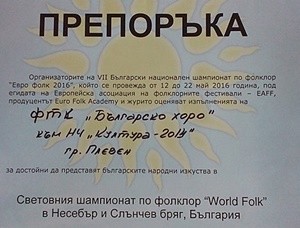 ПРЕПОРЪКА
Организаторите на VII Български национален шампионат по фолклор
"Евро фолк 2016", който се провежда от 12 до 22 май 2016 година, под
егидата на Европейска асоциация на фолклорните фестивали – EAFF,
продуцентът Euro Folk Academy и журито оценяват изпълненията на
ФТК „Българско хоро"
към НЧ „Култура-2014"
гр. Плевен
за достойни да представят българските народни изкуства в
Световния шампионат по фолклор "World Folk"
в Несебър и Слънчев бряг, България